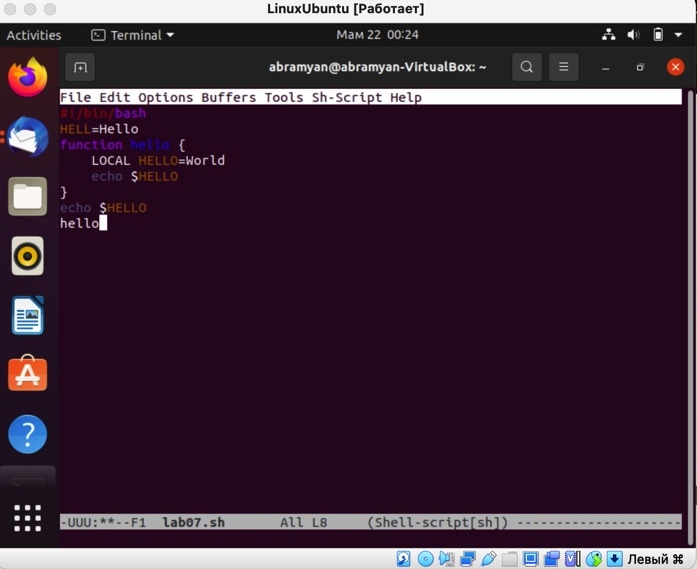 LinuxUbuntu [Работает]
Activities
Terminal
Мам 22 00:24
abramyan@abramyan-VirtualBox: ~
File Edit Options Buffers Tools Sh-Script Help
#!/bin/bash
HELL=Hello
function hello {
    LOCAL HELLO=World
    echo $HELLO
}
echo $HELLO
hello
-UUU:**--F1  lab07.sh       All L8     (Shell-script[sh]) ---------------------
Левый ⌘